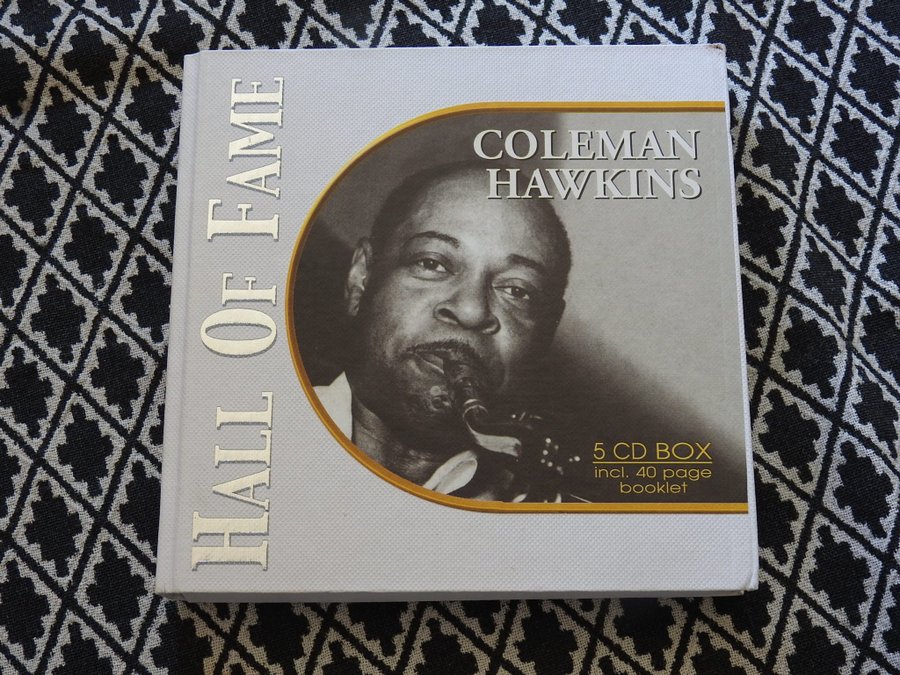 HALL OF FAME
COLEMAN
HAWKINS
5 CD BOX
incl. 40 page
booklet